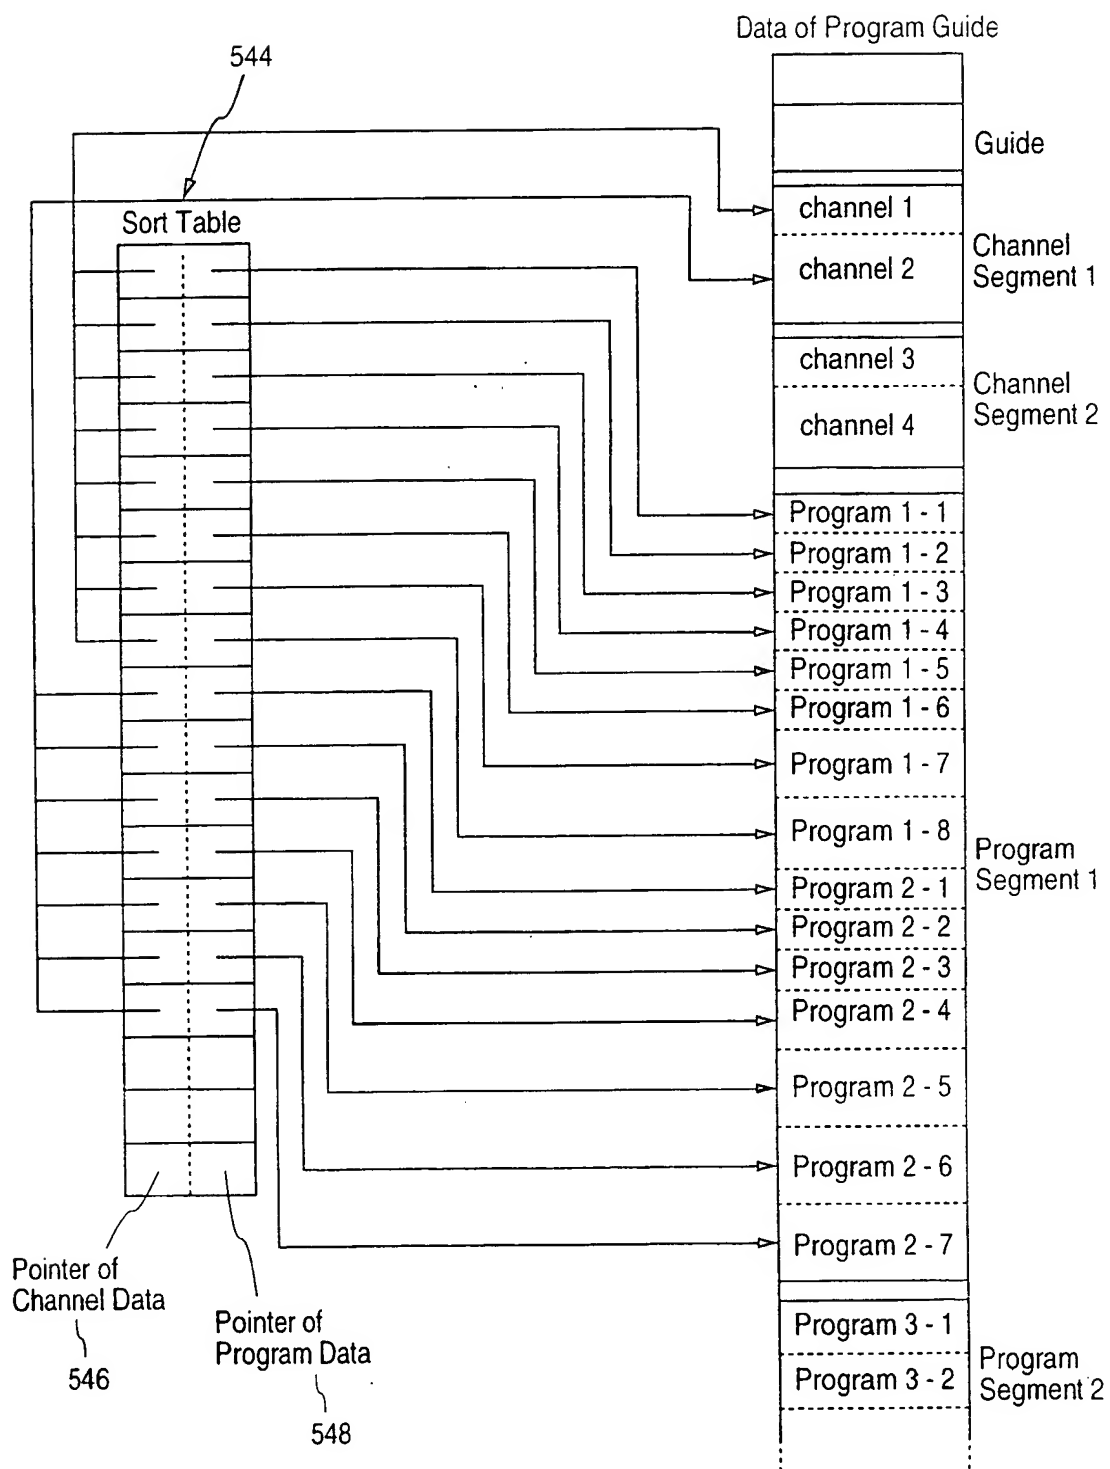 Data of Program Guide
544
Guide
Sort Table
channel 1
channel 2
Channel
Segment 1
channel 3
channel 4
Channel
Segment 2
Program 1 - 1
Program 1 - 2
Program 1 - 3
Program 1 - 4
Program 1 - 5
Program 1 - 6
Program 1 - 7
Program 1 - 8
Program 2 - 1
Program 2 - 2
Program 2 - 3
Program 2 - 4
Program 2 - 5
Program 2 - 6
Program 2 - 7
Program
Segment 1
Pointer of
Channel Data
546
Pointer of
Program Data
548
Program 3 - 1
Program 3 - 2
Program
Segment 2